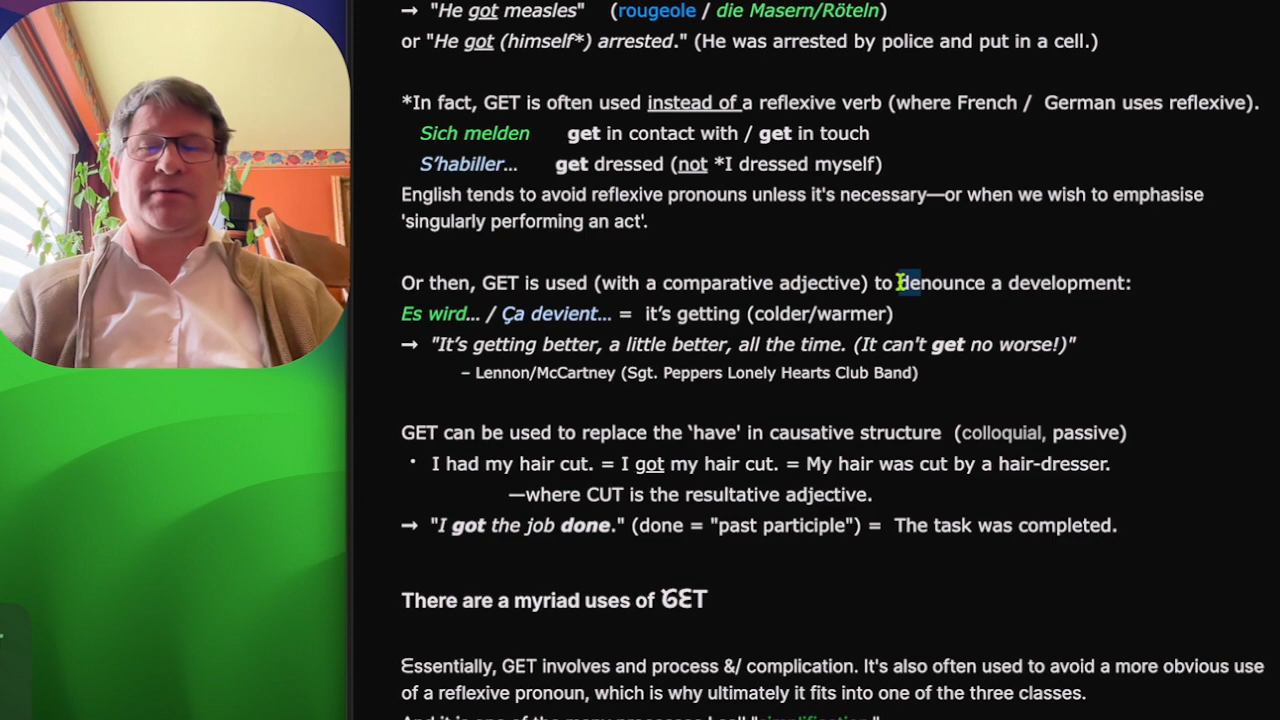 → "He got measles" (rougeole / die Masern/Röteln)
or "He got (himself*) arrested." (He was arrested by police and put in a cell.)
*In fact, GET is often used instead of a reflexive verb (where French / German uses reflexive).
Sich melden get in contact with / get in touch
S'habiller... get dressed (not *I dressed myself)
English tends to avoid reflexive pronouns unless it's necessary—or when we wish to emphasise
'singularly performing an act'.
Or then, GET is used (with a comparative adjective) to denounce a development:
Es wird... / Ça devient... = it's getting (colder/warmer)
→ "It's getting better, a little better, all the time. (It can't get no worse!)"
– Lennon/McCartney (Sgt. Peppers Lonely Hearts Club Band)
GET can be used to replace the 'have' in causative structure (colloquial, passive)
· I had my hair cut. = I got my hair cut. = My hair was cut by a hair-dresser.
—where CUT is the resultative adjective.
→ "I got the job done." (done = "past participle") = The task was completed.
There are a myriad uses of GET
Essentially, GET involves and process &/ complication. It's also often used to avoid a more obvious use
of a reflexive pronoun, which is why ultimately it fits into one of the three classes.
And it is one of the many processes I call "simplification."